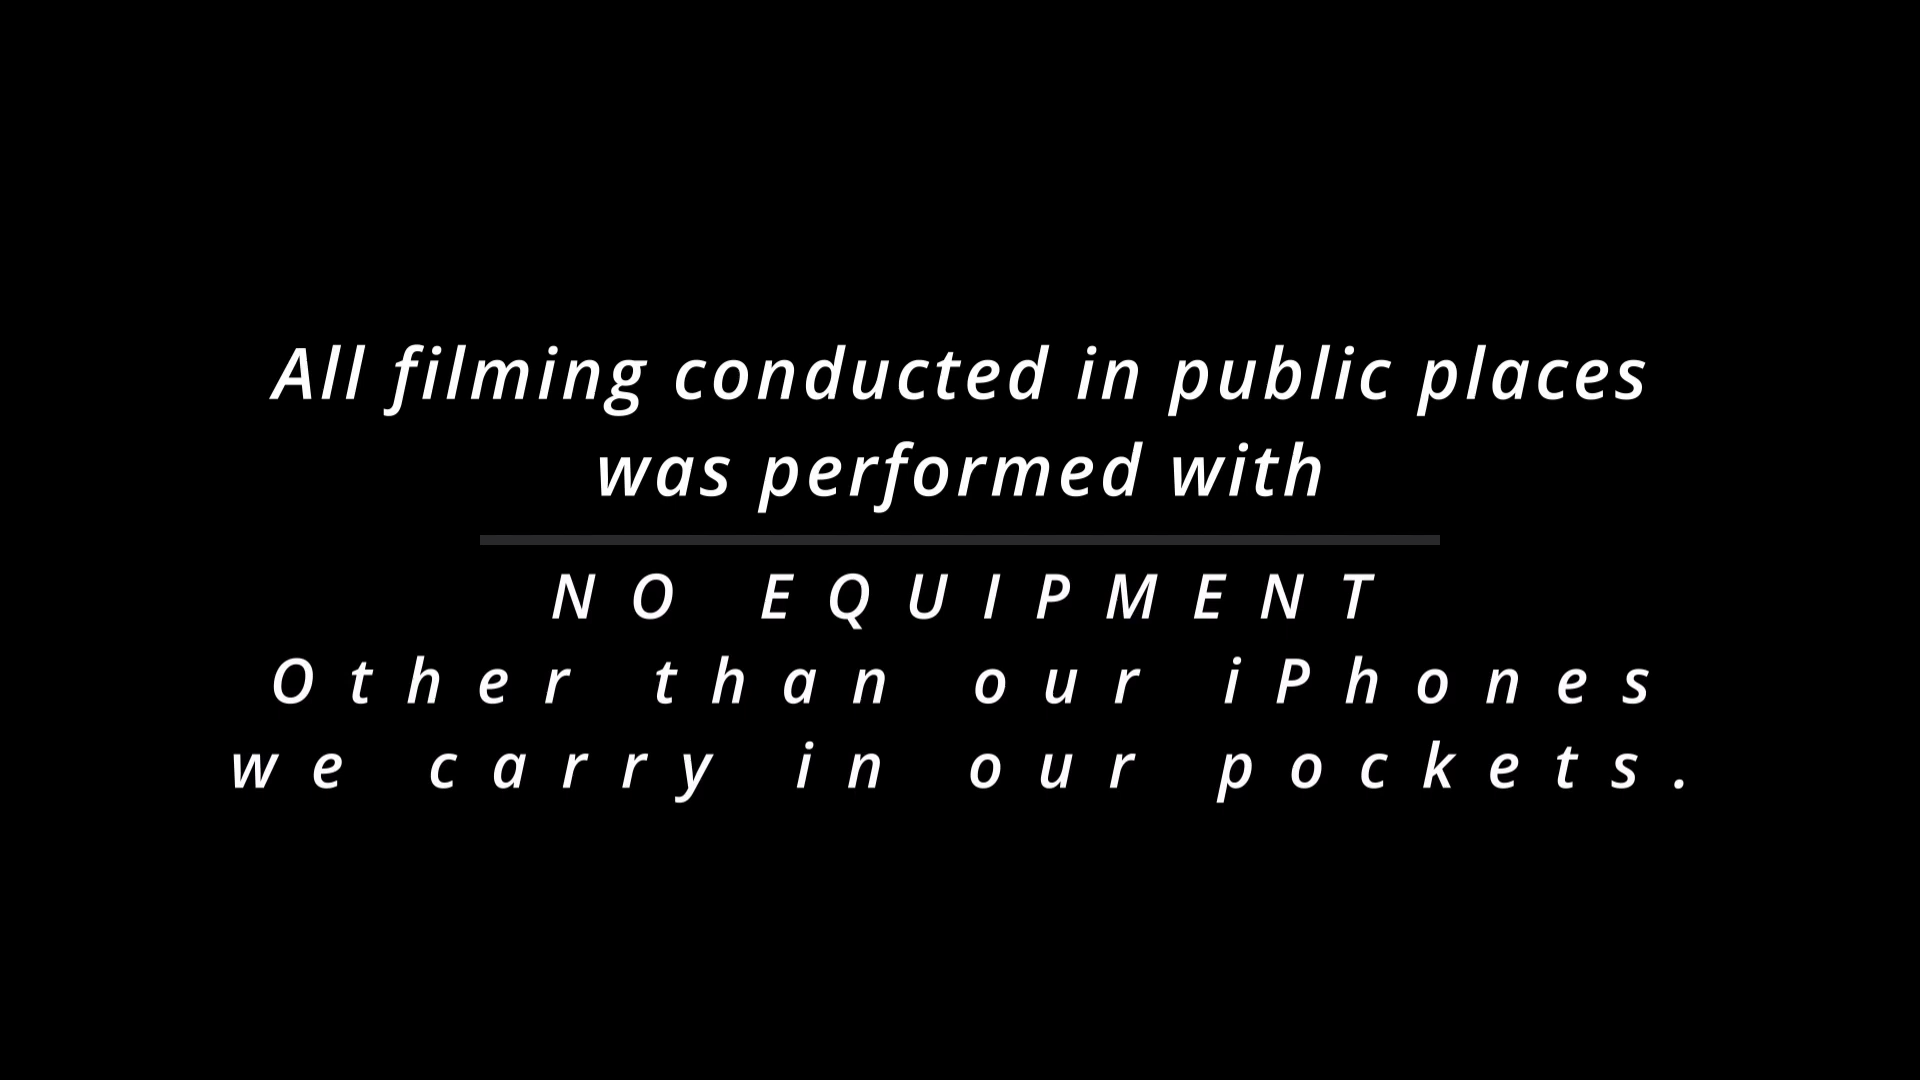 All filming conducted in public places
was performed with
NO EQUIPMENT
Other than our iPhones
we carry in our pockets.